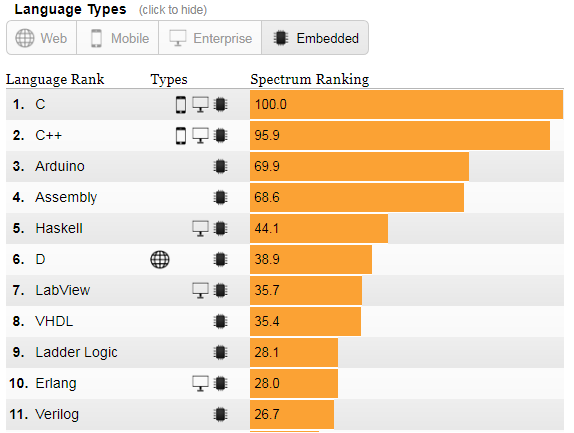 Language Types (click to hide)
Web Mobile Enterprise Embedded
Language Rank Types Spectrum Ranking
1. C 100.0
2. C++ 95.9
3. Arduino 69.9
4. Assembly 68.6
5. Haskell 44.1
6. D 38.9
7. LabView 35.7
8. VHDL 35.4
9. Ladder Logic 28.1
10. Erlang 28.0
11. Verilog 26.7